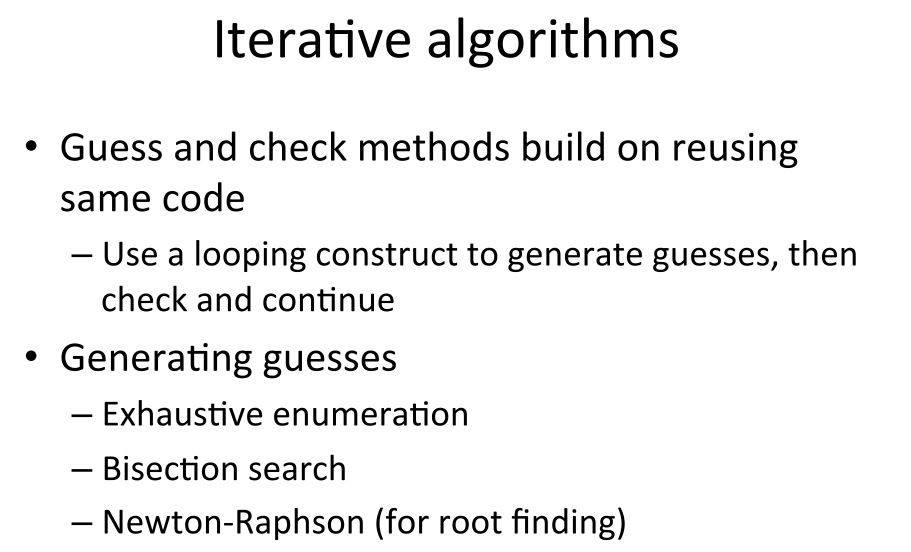 Iterative algorithms
• Guess and check methods build on reusing
same code
– Use a looping construct to generate guesses, then
check and continue
• Generating guesses
– Exhaustive enumeration
– Bisection search
– Newton-Raphson (for root finding)